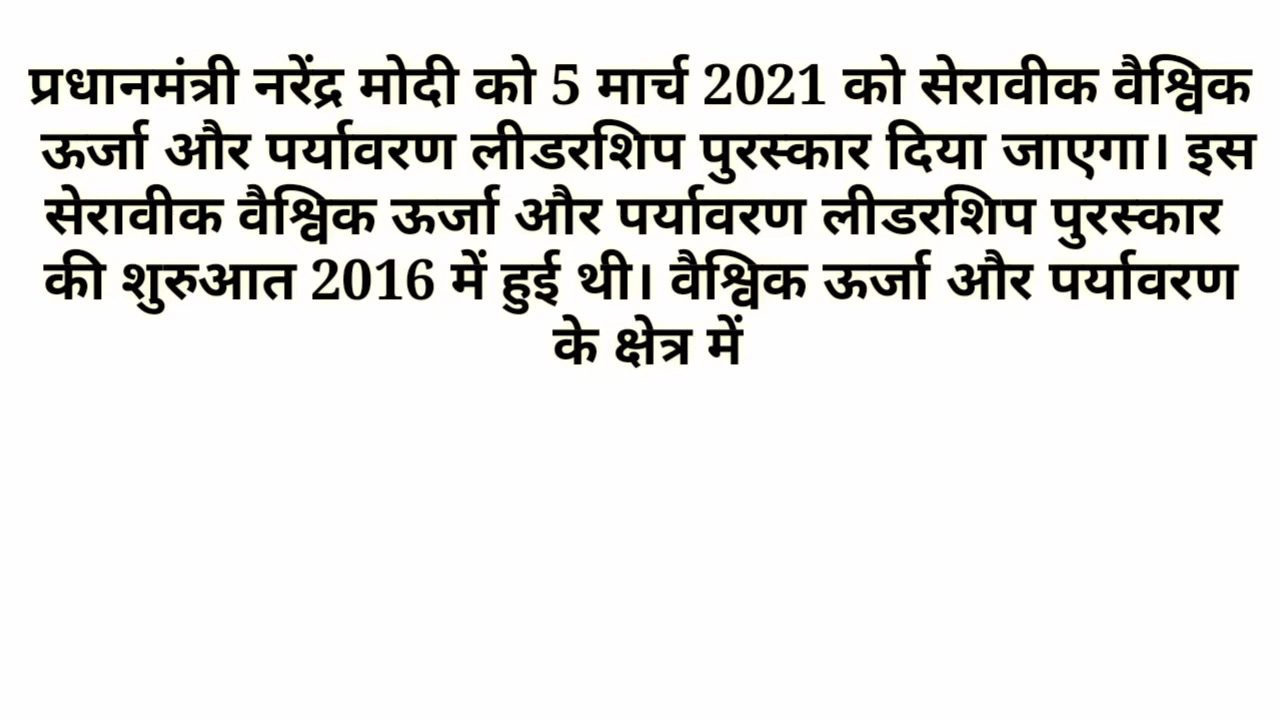 प्रधानमंत्री नरेंद्र मोदी को 5 मार्च 2021 को सेरावीक वैश्विक
ऊर्जा और पर्यावरण लीडरशिप पुरस्कार दिया जाएगा। इस
सेरावीक वैश्विक ऊर्जा और पर्यावरण लीडरशिप पुरस्कार
की शुरुआत 2016 में हुई थी। वैश्विक ऊर्जा और पर्यावरण
के क्षेत्र में